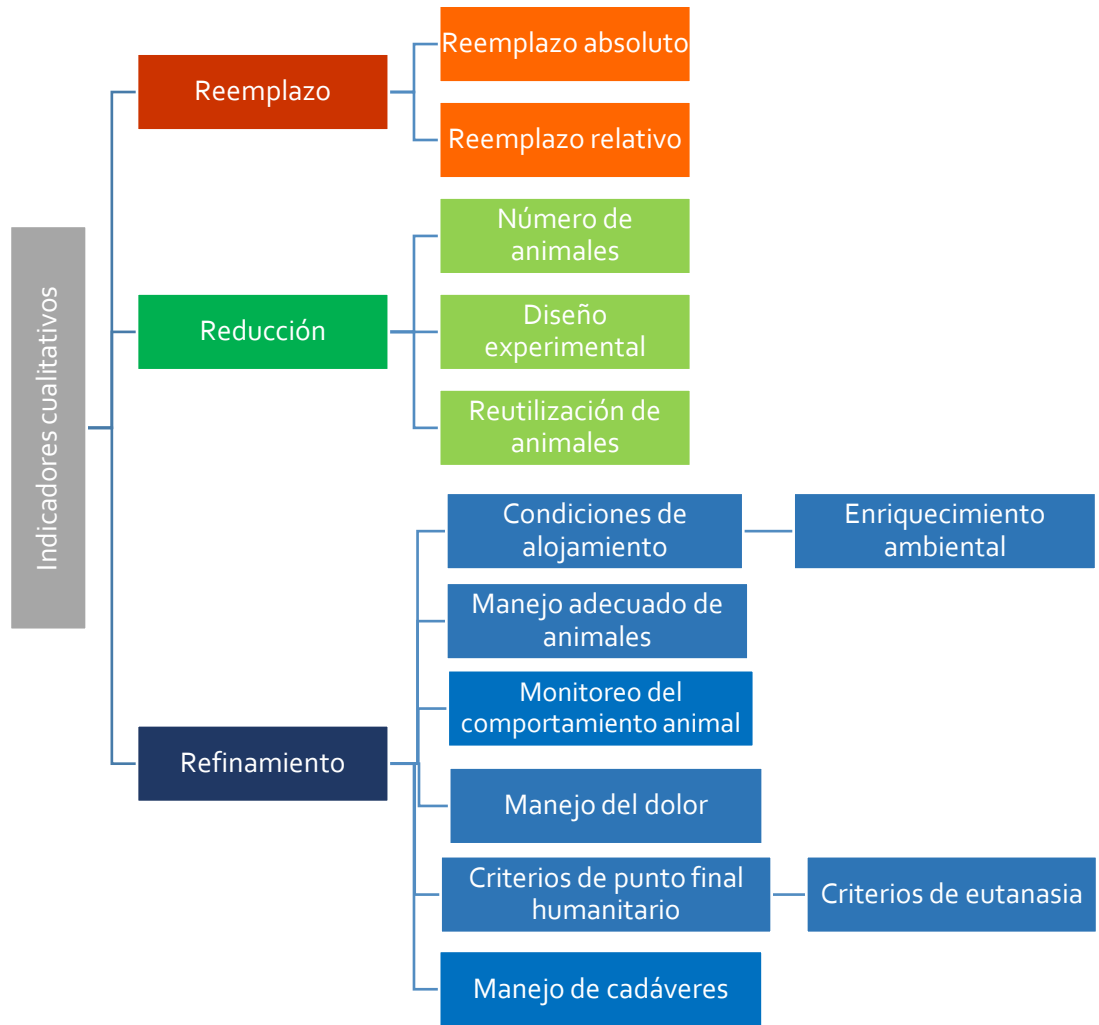 Indicadores cualitativos
Reemplazo
Reemplazo absoluto
Reemplazo relativo
Reducción
Número de
animales
Diseño
experimental
Reutilización de
animales
Refinamiento
Condiciones de
alojamiento
Enriquecimiento
ambiental
Manejo adecuado de
animales
Monitoreo del
comportamiento animal
Manejo del dolor
Criterios de punto final
humanitario
Criterios de eutanasia
Manejo de cadáveres